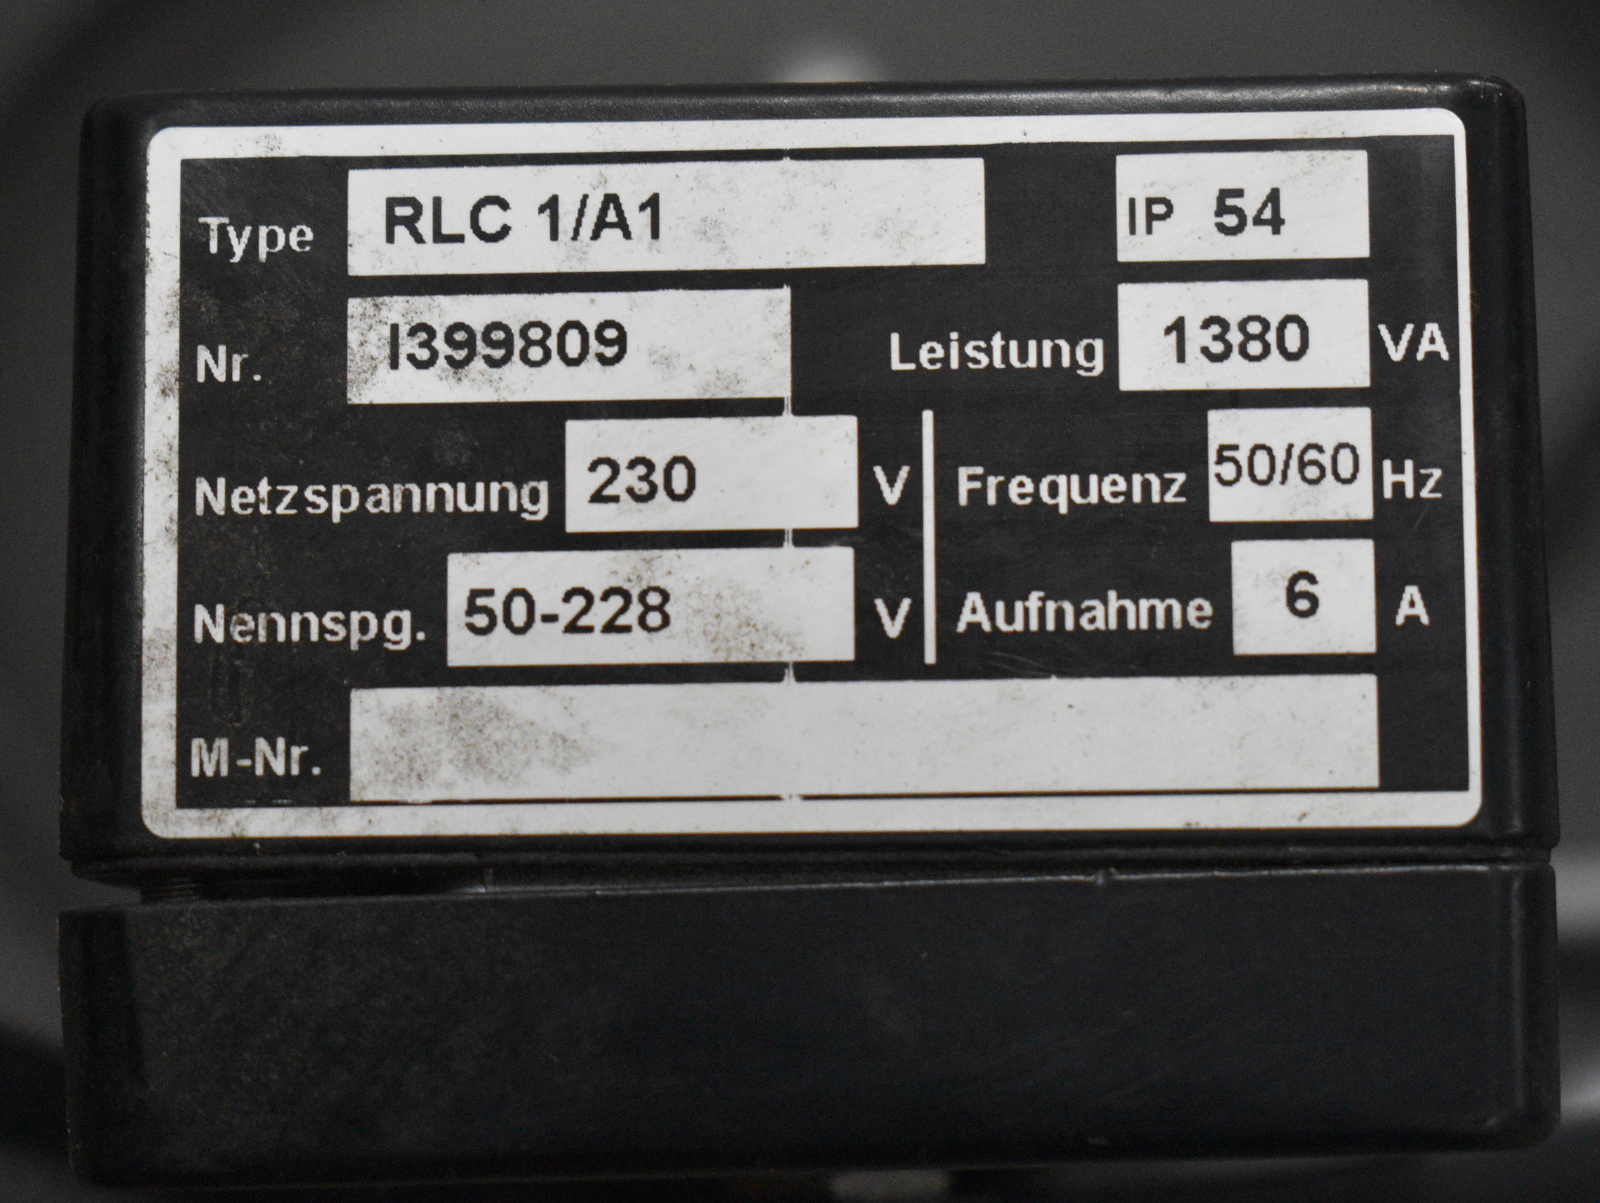 Type RLC 1/A1 IP 54
Nr. I399809 Leistung 1380 VA
Netzspannung 230 V Frequenz 50/60 Hz
Nennspg. 50-228 V Aufnahme 6 A
M-Nr.